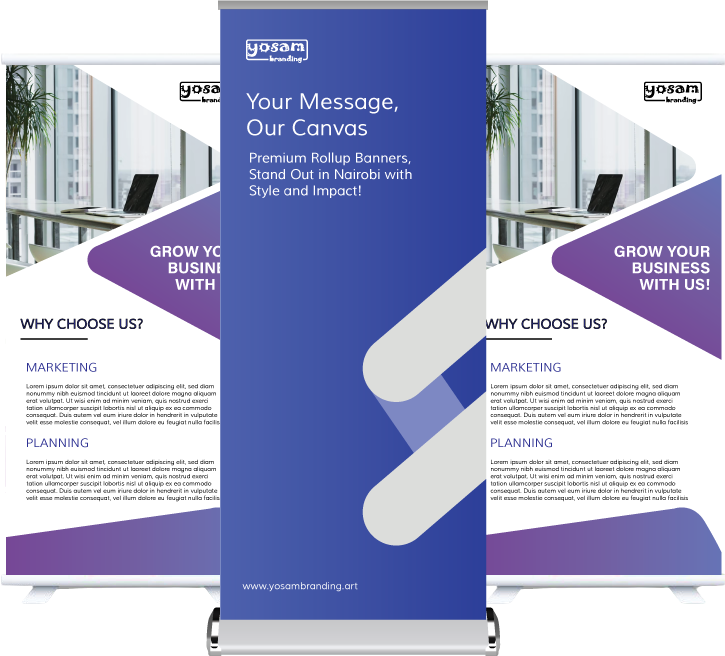 yosam
branding
Your Message,
Our Canvas
Premium Rollup Banners,
Stand Out in Nairobi with
Style and Impact!
www.yosambranding.art
yosam
bran
GROW YO
BUSINE
WITH
WHY CHOOSE US?
MARKETING
Lorem ipsum dolor sit amet, consectetuer adipiscing elit, sed diam
nonummy nibh euismod tincidunt ut laoreet dolore magna aliquam
erat volutpat. Ut wisi enim ad minim veniam, quis nostrud exerci
tation ullamcorper suscipit lobortis nisl ut aliquip ex ea commodo
consequat. Duis autem vel eum iriure dolor in hendrerit in vulputate
velit esse molestie consequat, vel illum dolore eu feugiat nulla facilis
PLANNING
Lorem ipsum dolor sit amet, consectetuer adipiscing elit, sed diam
nonummy nibh euismod tincidunt ut laoreet dolore magna aliquam
erat volutpat. Ut wisi enim ad minim veniam, quis nostrud exerci
tation ullamcorper suscipit lobortis nisl ut aliquip ex ea commodo
consequat. Duis autem vel eum iriure dolor in hendrerit in vulputate
velit esse molestie consequat, vel illum dolore eu feugiat nulla facilis
yosam
branding
GROW YOUR
BUSINESS
WITH US!
WHY CHOOSE US?
MARKETING
Lorem ipsum dolor sit amet, consectetuer adipiscing elit, sed diam
nonummy nibh euismod tincidunt ut laoreet dolore magna aliquam
erat volutpat. Ut wisi enim ad minim veniam, quis nostrud exerci
tation ullamcorper suscipit lobortis nisl ut aliquip ex ea commodo
consequat. Duis autem vel eum iriure dolor in hendrerit in vulputate
velit esse molestie consequat, vel illum dolore eu feugiat nulla facilisis
PLANNING
Lorem ipsum dolor sit amet, consectetuer adipiscing elit, sed diam
nonummy nibh euismod tincidunt ut laoreet dolore magna aliquam
erat volutpat. Ut wisi enim ad minim veniam, quis nostrud exerci
tation ullamcorper suscipit lobortis nisl ut aliquip ex ea commodo
consequat. Duis autem vel eum iriure dolor in hendrerit in vulputate
velit esse molestie consequat, vel illum dolore eu feugiat nulla facilisis